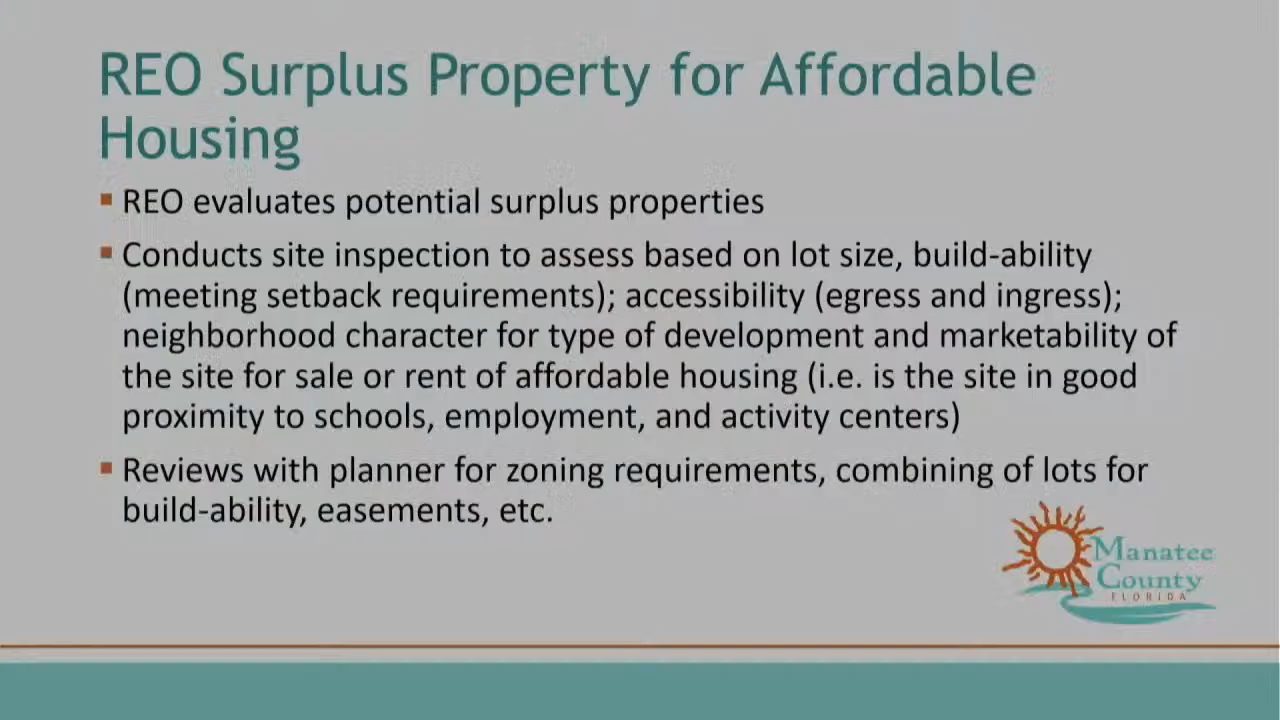 REO Surplus Property for Affordable
Housing
▪ REO evaluates potential surplus properties
▪ Conducts site inspection to assess based on lot size, build-ability
(meeting setback requirements); accessibility (egress and ingress);
neighborhood character for type of development and marketability of
the site for sale or rent of affordable housing (i.e. is the site in good
proximity to schools, employment, and activity centers)
▪ Reviews with planner for zoning requirements, combining of lots for
build-ability, easements, etc.
Manatee
County
FLORIDA